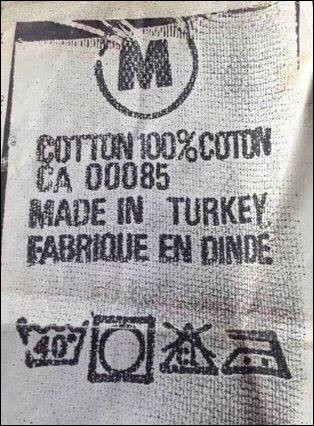 M
COTTON 100% COTON
CA 00085
MADE IN TURKEY
FABRIQUE EN DINDE
40°